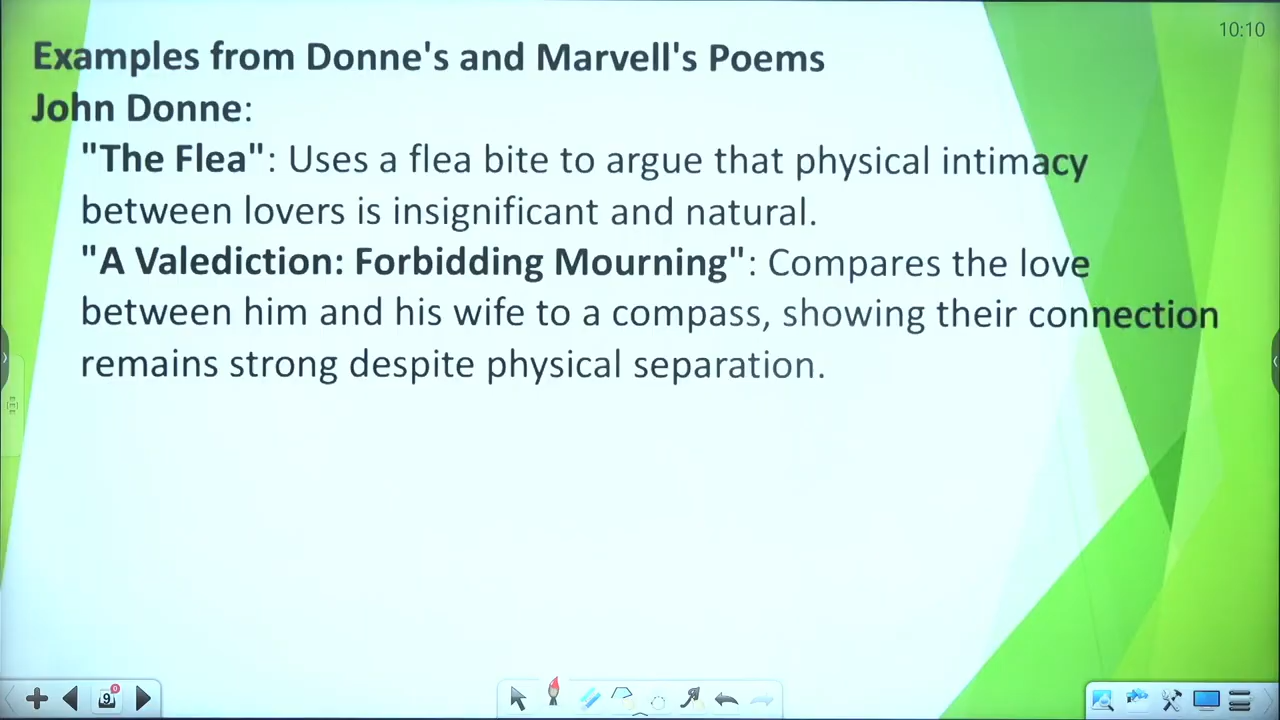 10:10
Examples from Donne's and Marvell's Poems
John Donne:
"The Flea": Uses a flea bite to argue that physical intimacy
between lovers is insignificant and natural.
"A Valediction: Forbidding Mourning": Compares the love
between him and his wife to a compass, showing their connection
remains strong despite physical separation.
9
0